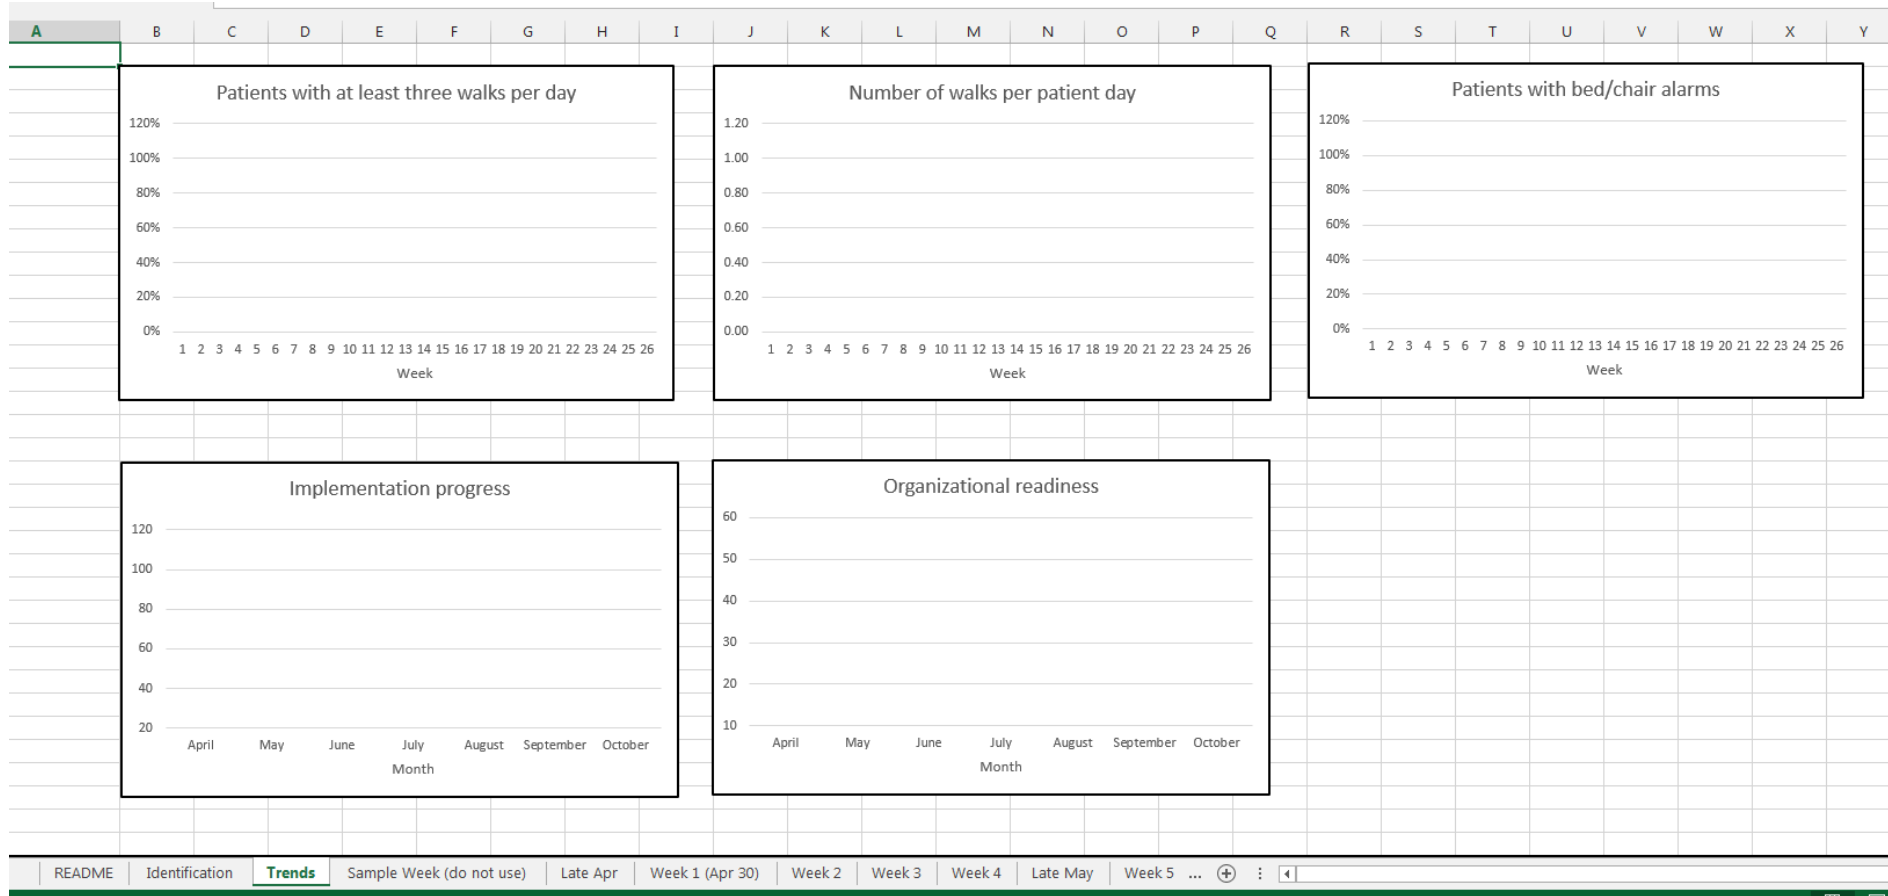 A B C D E F G H I J K L M N O P Q R S T U V W X Y
Patients with at least three walks per day
120%
100%
80%
60%
40%
20%
0%
1 2 3 4 5 6 7 8 9 10 11 12 13 14 15 16 17 18 19 20 21 22 23 24 25 26
Week
Number of walks per patient day
1.20
1.00
0.80
0.60
0.40
0.20
0.00
1 2 3 4 5 6 7 8 9 10 11 12 13 14 15 16 17 18 19 20 21 22 23 24 25 26
Week
Patients with bed/chair alarms
120%
100%
80%
60%
40%
20%
0%
1 2 3 4 5 6 7 8 9 10 11 12 13 14 15 16 17 18 19 20 21 22 23 24 25 26
Week
Implementation progress
120
100
80
60
40
20
April May June July August September October
Month
Organizational readiness
60
50
40
30
20
10
April May June July August September October
Month
README Identification Trends Sample Week (do not use) Late Apr Week 1 (Apr 30) Week 2 Week 3 Week 4 Late May Week 5 ...